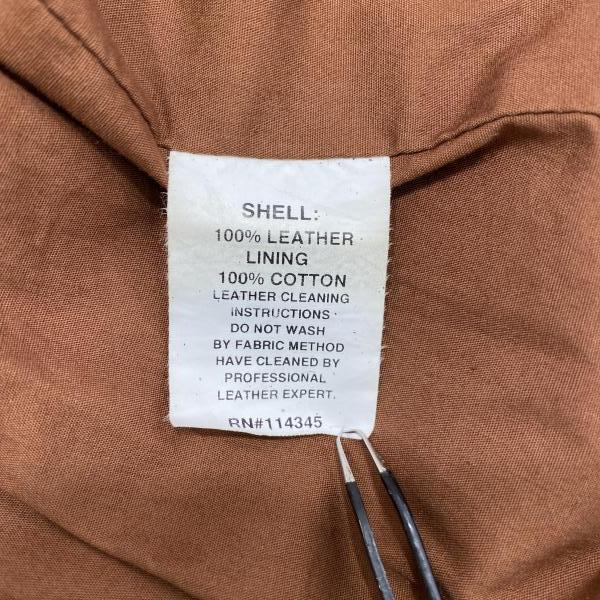 SHELL:
100% LEATHER
LINING
100% COTTON
LEATHER CLEANING
INSTRUCTIONS
DO NOT WASH
BY FABRIC METHOD
HAVE CLEANED BY
PROFESSIONAL
LEATHER EXPERT.
RN#114345